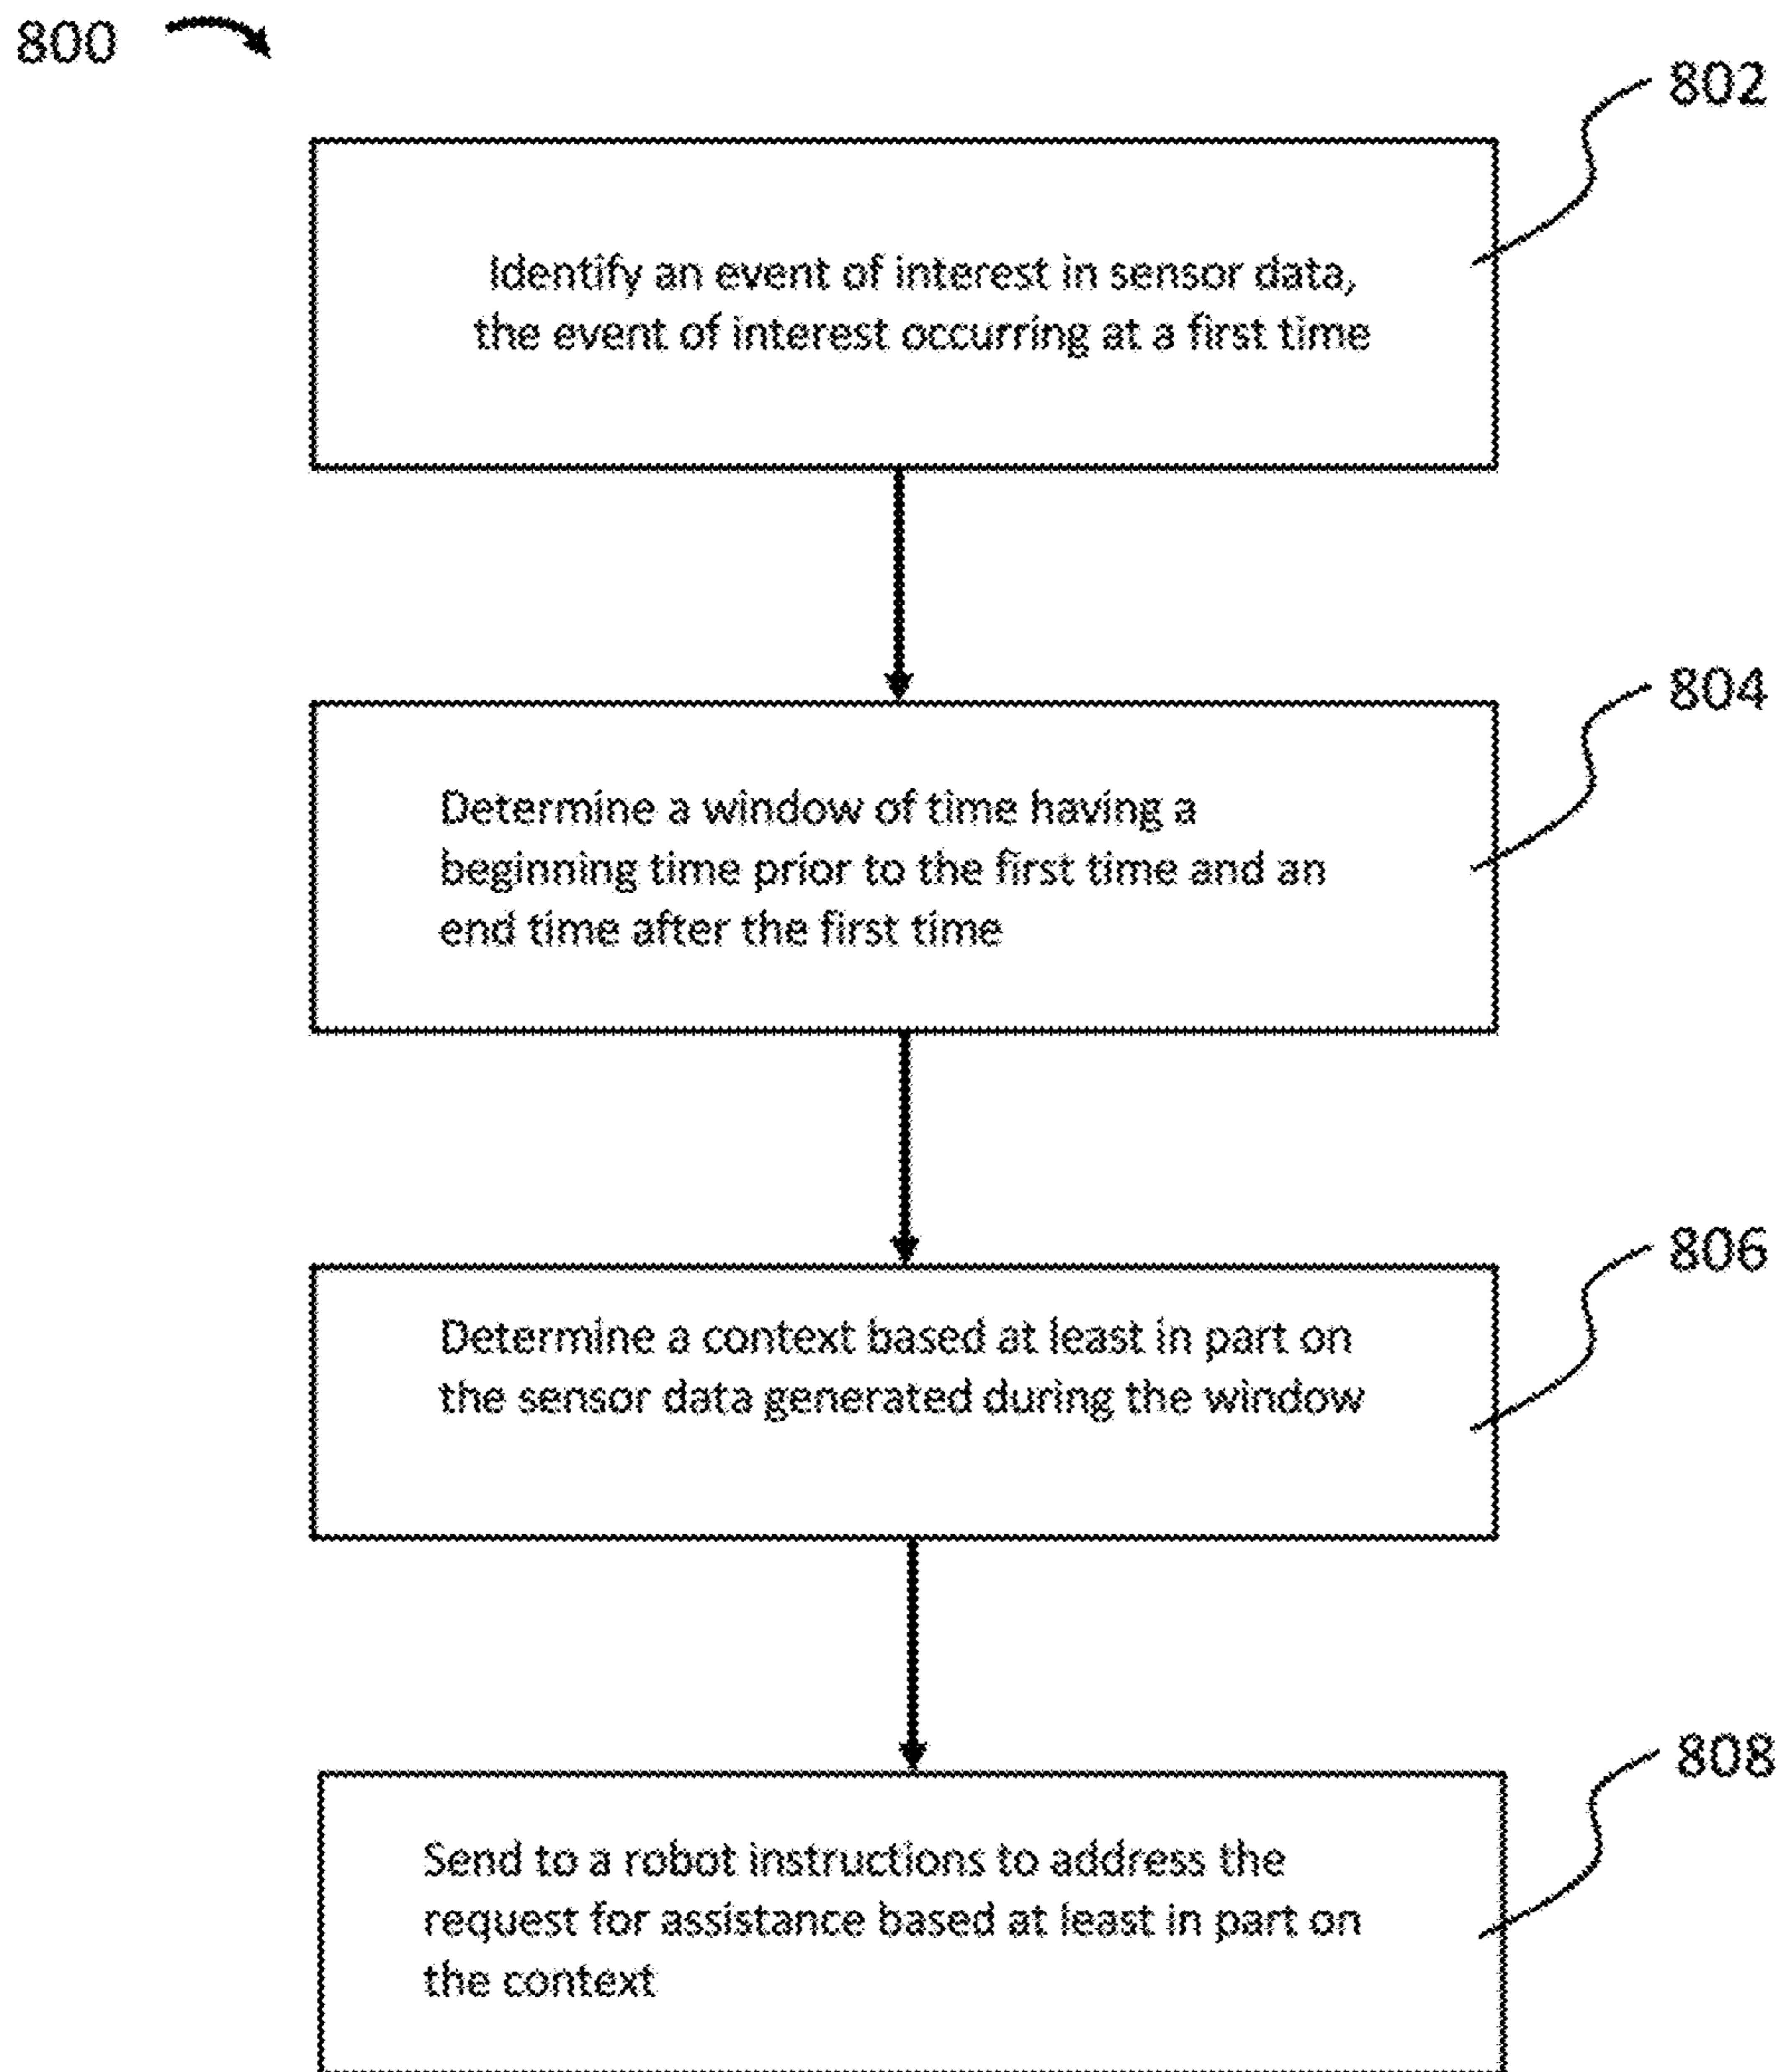 800
802
Identify an event of interest in sensor data,
the event of interest occurring at a first time
804
Determine a window of time having a
beginning time prior to the first time and an
end time after the first time
806
Determine a context based at least in part on
the sensor data generated during the window
808
Send to a robot instructions to address the
request for assistance based at least in part on
the context